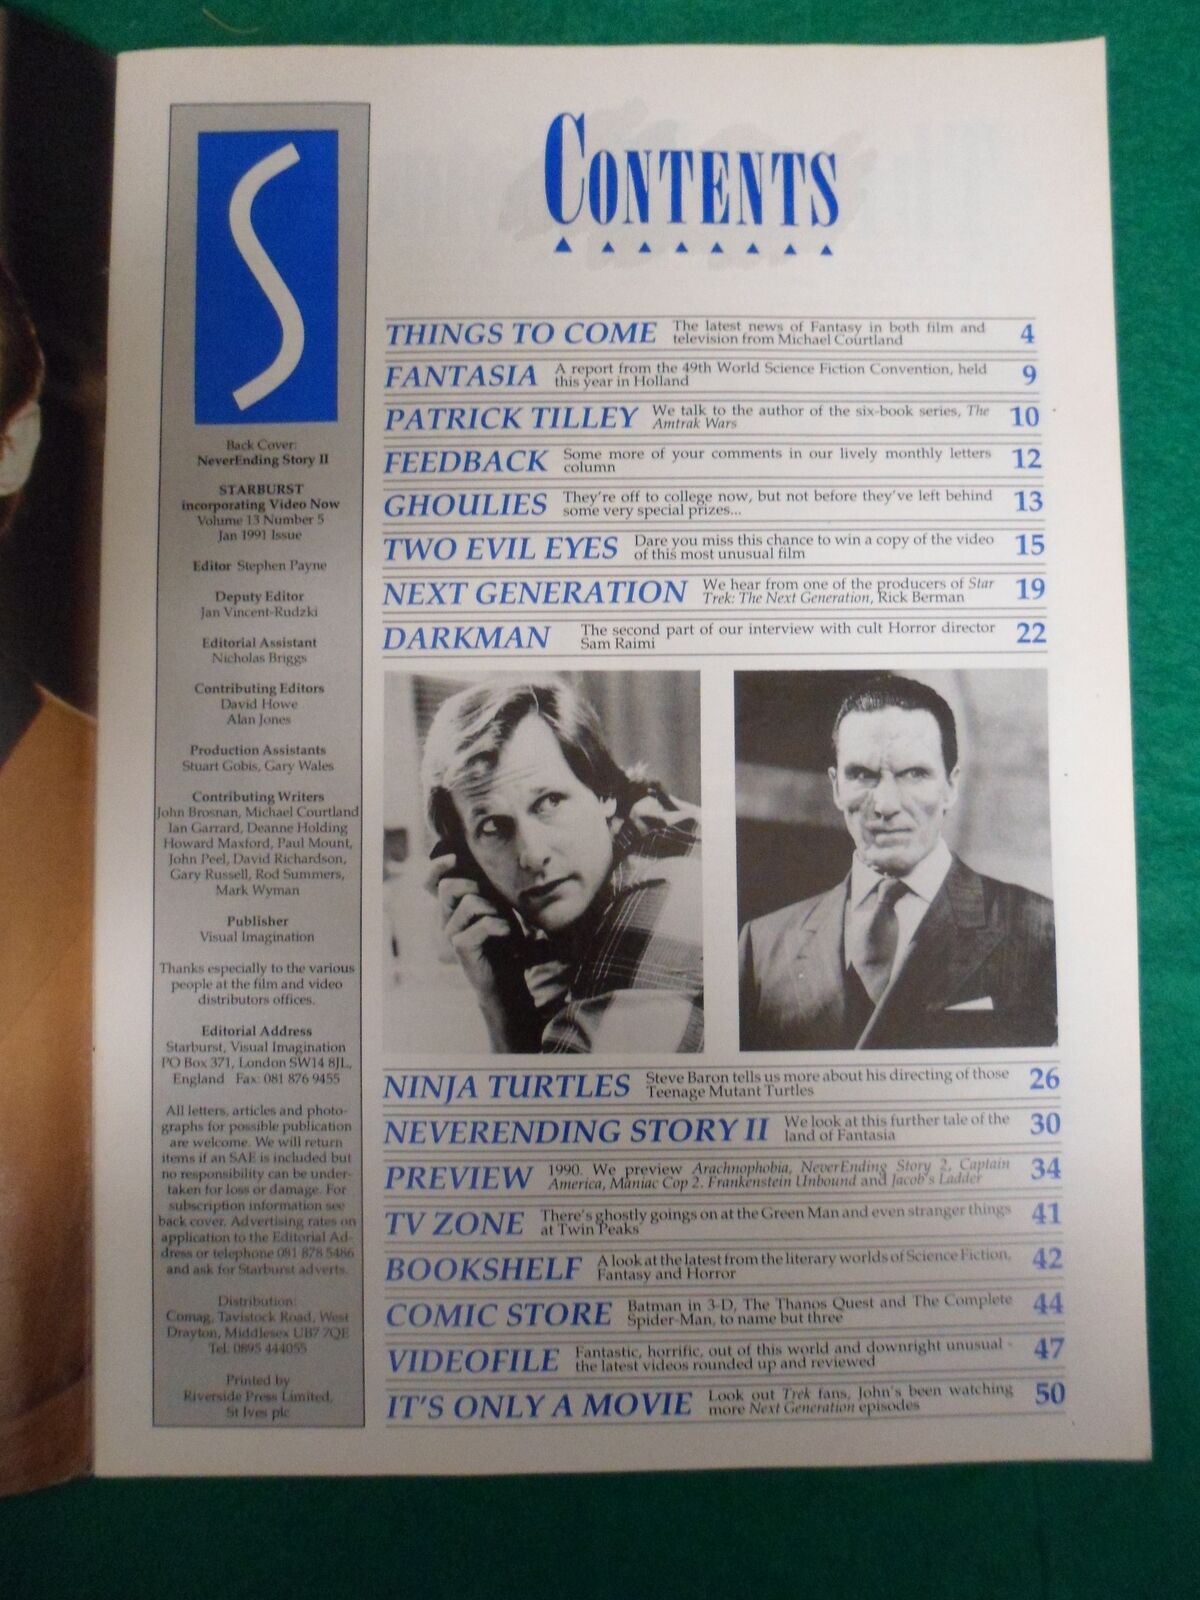 Back Cover:
NeverEnding Story II
STARBURST
incorporating Video Now
Volume 13 Number 5
Jan 1991 Issue
Editor Stephen Payne
Deputy Editor
Jan Vincent-Rudzki
Editorial Assistant
Nicholas Briggs
Contributing Editors
David Howe
Alan Jones
Production Assistants
Stuart Gobis, Gary Wales
Contributing Writers
John Brosnan, Michael Courtland
Ian Garrard, Deanne Holding
Howard Maxford, Paul Mount,
John Peel, David Richardson,
Gary Russell, Rod Summers,
Mark Wyman
Publisher
Visual Imagination
Thanks especially to the various
people at the film and video
distributors offices.
Editorial Address
Starburst, Visual Imagination
PO Box 371, London SW14 8JL,
England Fax: 081 876 9455
All letters, articles and photo-
graphs for possible publication
are welcome. We will return
items if an SAE is included but
no responsibility can be under-
taken for loss or damage. For
subscription information see
back cover. Advertising rates on
application to the Editorial Ad-
dress or telephone 081 878 5486
and ask for Starburst adverts.
Distribution:
Comag, Tavistock Road, West
Drayton, Middlesex UB7 7QE
Tel: 0895 444055
Printed by
Riverside Press Limited,
St Ives plc
CONTENTS
THINGS TO COME The latest news of Fantasy in both film and 4
television from Michael Courtland
FANTASIA A report from the 49th World Science Fiction Convention, held 9
this year in Holland
PATRICK TILLEY We talk to the author of the six-book series, The 10
Amtrak Wars
FEEDBACK Some more of your comments in our lively monthly letters 12
column
GHOULIES They're off to college now, but not before they've left behind 13
some very special prizes...
TWO EVIL EYES Dare you miss this chance to win a copy of the video 15
of this most unusual film
NEXT GENERATION We hear from one of the producers of Star 19
Trek: The Next Generation, Rick Berman
DARKMAN The second part of our interview with cult Horror director 22
Sam Raimi
NINJA TURTLES Steve Baron tells us more about his directing of those 26
Teenage Mutant Turtles
NEVERENDING STORY II We look at this further tale of the 30
land of Fantasia
PREVIEW 1990. We preview Arachnophobia, NeverEnding Story 2, Captain 34
America, Maniac Cop 2. Frankenstein Unbound and Jacob's Ladder
TV ZONE There's ghostly goings on at the Green Man and even stranger things 41
at Twin Peaks
BOOKSHELF A look at the latest from the literary worlds of Science Fiction, 42
Fantasy and Horror
COMIC STORE Batman in 3-D, The Thanos Quest and The Complete 44
Spider-Man, to name but three
VIDEOFILE Fantastic, horrific, out of this world and downright unusual - 47
the latest videos rounded up and reviewed
IT'S ONLY A MOVIE Look out Trek fans, John's been watching 50
more Next Generation episodes